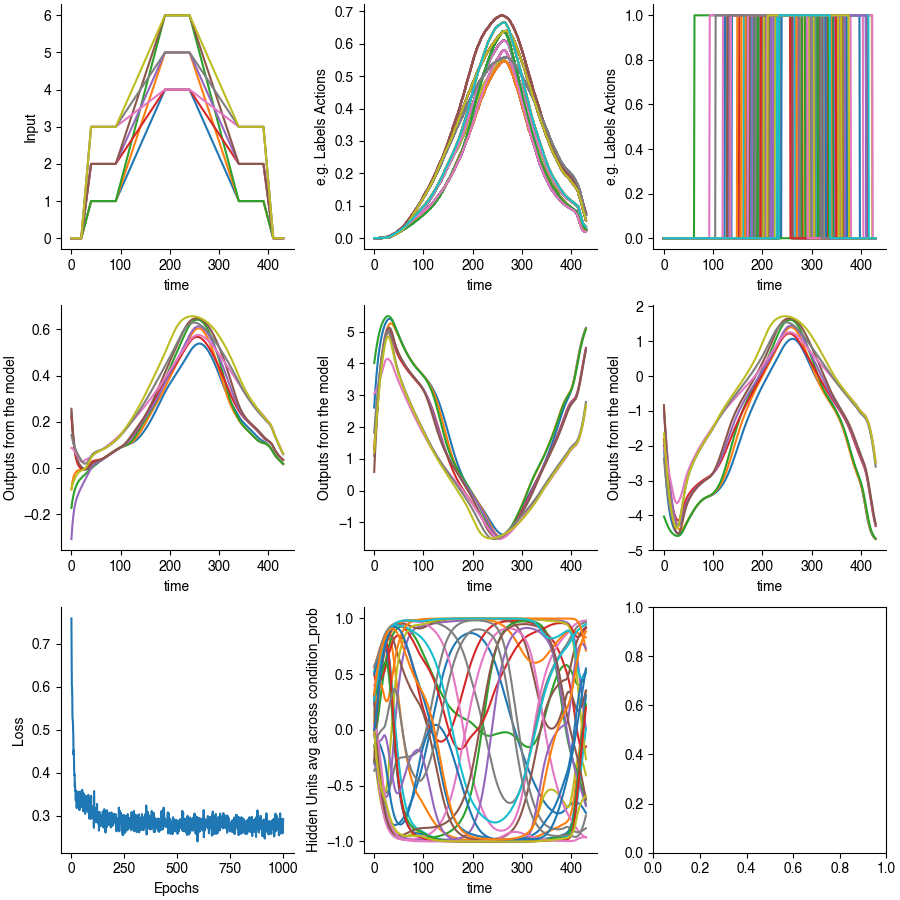 6
5
4
3
2
1
0
Input
0 100 200 300 400
time
0.7
0.6
0.5
0.4
0.3
0.2
0.1
0.0
e.g. Labels Actions
0 100 200 300 400
time
1.0
0.8
0.6
0.4
0.2
0.0
e.g. Labels Actions
0 100 200 300 400
time
0.6
0.4
0.2
0.0
−0.2
Outputs from the model
0 100 200 300 400
time
5
4
3
2
1
0
−1
Outputs from the model
0 100 200 300 400
time
2
1
0
−1
−2
−3
−4
−5
Outputs from the model
0 100 200 300 400
time
0.7
0.6
0.5
0.4
0.3
Loss
0 250 500 750 1000
Epochs
1.0
0.5
0.0
−0.5
−1.0
Hidden Units avg across condition_prob
0 100 200 300 400
time
1.0
0.8
0.6
0.4
0.2
0.0
0.0 0.2 0.4 0.6 0.8 1.0